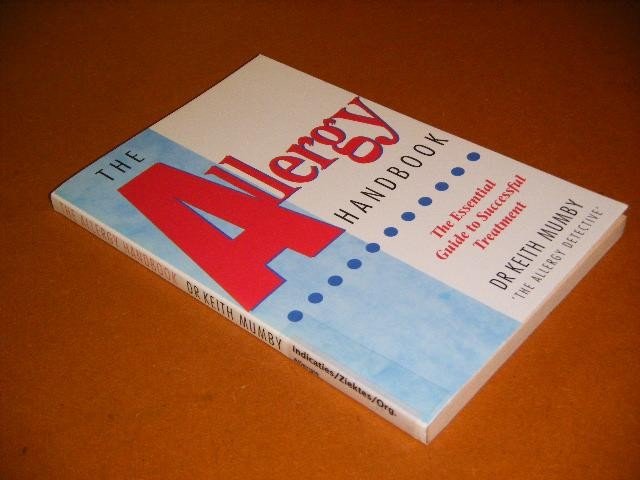 THE
Allergy
HANDBOOK
The Essential
Guide to Successful
Treatment
DR KEITH MUMBY
'THE ALLERGY DETECTIVE'
THE ALLERGY HANDBOOK DR KEITH MUMBY
Indicaties/Ziektes/Org.